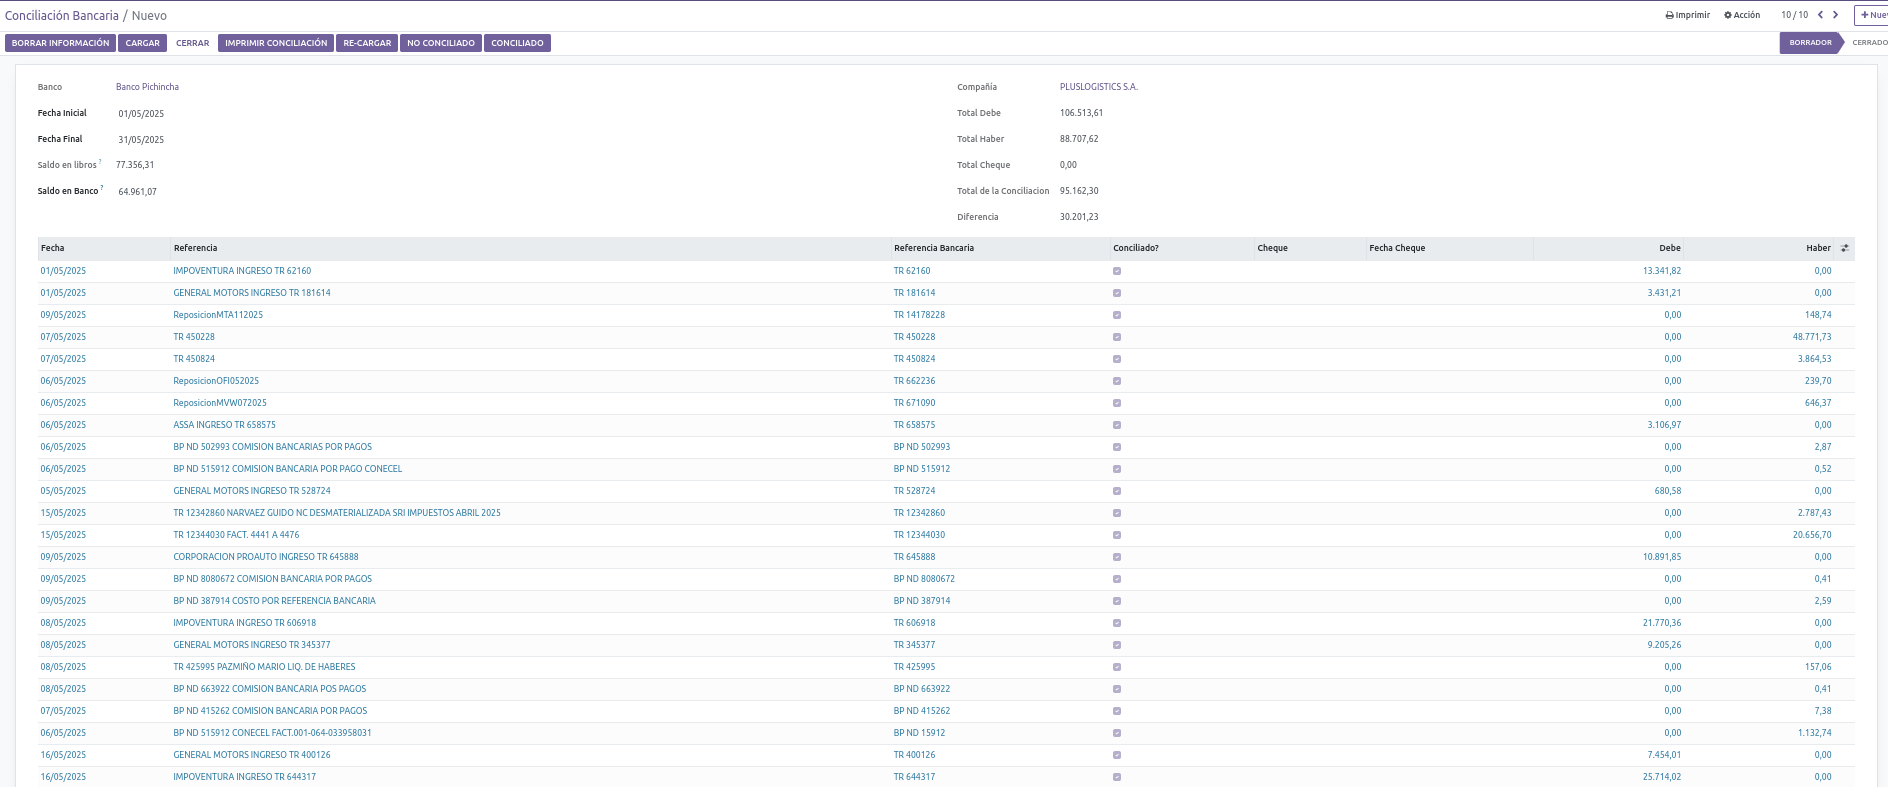 Conciliación Bancaria / Nuevo
Imprimir Acción 10 / 10
BORRAR INFORMACIÓN CARGAR CERRAR IMPRIMIR CONCILIACIÓN RE-CARGAR NO CONCILIADO CONCILIADO BORRADOR CERRADO
Banco Banco Pichincha Compañía PLUSLOGISTICS S.A.
Fecha Inicial 01/05/2025 Total Debe 106.513,61
Fecha Final 31/05/2025 Total Haber 88.707,62
Saldo en libros ? 77.356,31 Total Cheque 0,00
Saldo en Banco ? 64.961,07 Total de la Conciliacion 95.162,30
Diferencia 30.201,23
Fecha Referencia Referencia Bancaria Conciliado? Cheque Fecha Cheque Debe Haber
01/05/2025 IMPOVENTURA INGRESO TR 62160 TR 62160 13.341,82 0,00
01/05/2025 GENERAL MOTORS INGRESO TR 181614 TR 181614 3.431,21 0,00
09/05/2025 ReposicionMTA112025 TR 14178228 0,00 148,74
07/05/2025 TR 450228 TR 450228 0,00 48.771,73
07/05/2025 TR 450824 TR 450824 0,00 3.864,53
06/05/2025 ReposicionOFI052025 TR 662236 0,00 239,70
06/05/2025 ReposicionMVW072025 TR 671090 0,00 646,37
06/05/2025 ASSA INGRESO TR 658575 TR 658575 3.106,97 0,00
06/05/2025 BP ND 502993 COMISION BANCARIAS POR PAGOS BP ND 502993 0,00 2,87
06/05/2025 BP ND 515912 COMISION BANCARIA POR PAGO CONECEL BP ND 515912 0,00 0,52
05/05/2025 GENERAL MOTORS INGRESO TR 528724 TR 528724 680,58 0,00
15/05/2025 TR 12342860 NARVAEZ GUIDO NC DESMATERIALIZADA SRI IMPUESTOS ABRIL 2025 TR 12342860 0,00 2.787,43
15/05/2025 TR 12344030 FACT. 4441 A 4476 TR 12344030 0,00 20.656,70
09/05/2025 CORPORACION PROAUTO INGRESO TR 645888 TR 645888 10.891,85 0,00
09/05/2025 BP ND 8080672 COMISION BANCARIA POR PAGOS BP ND 8080672 0,00 0,41
09/05/2025 BP ND 387914 COSTO POR REFERENCIA BANCARIA BP ND 387914 0,00 2,59
08/05/2025 IMPOVENTURA INGRESO TR 606918 TR 606918 21.770,36 0,00
08/05/2025 GENERAL MOTORS INGRESO TR 345377 TR 345377 9.205,26 0,00
08/05/2025 TR 425995 PAZMIÑO MARIO LIQ. DE HABERES TR 425995 0,00 157,06
08/05/2025 BP ND 663922 COMISION BANCARIA POS PAGOS BP ND 663922 0,00 0,41
07/05/2025 BP ND 415262 COMISION BANCARIA POR PAGOS BP ND 415262 0,00 7,38
06/05/2025 BP ND 515912 CONECEL FACT.001-064-033958031 BP ND 15912 0,00 1.132,74
16/05/2025 GENERAL MOTORS INGRESO TR 400126 TR 400126 7.454,01 0,00
16/05/2025 IMPOVENTURA INGRESO TR 644317 TR 644317 25.714,02 0,00